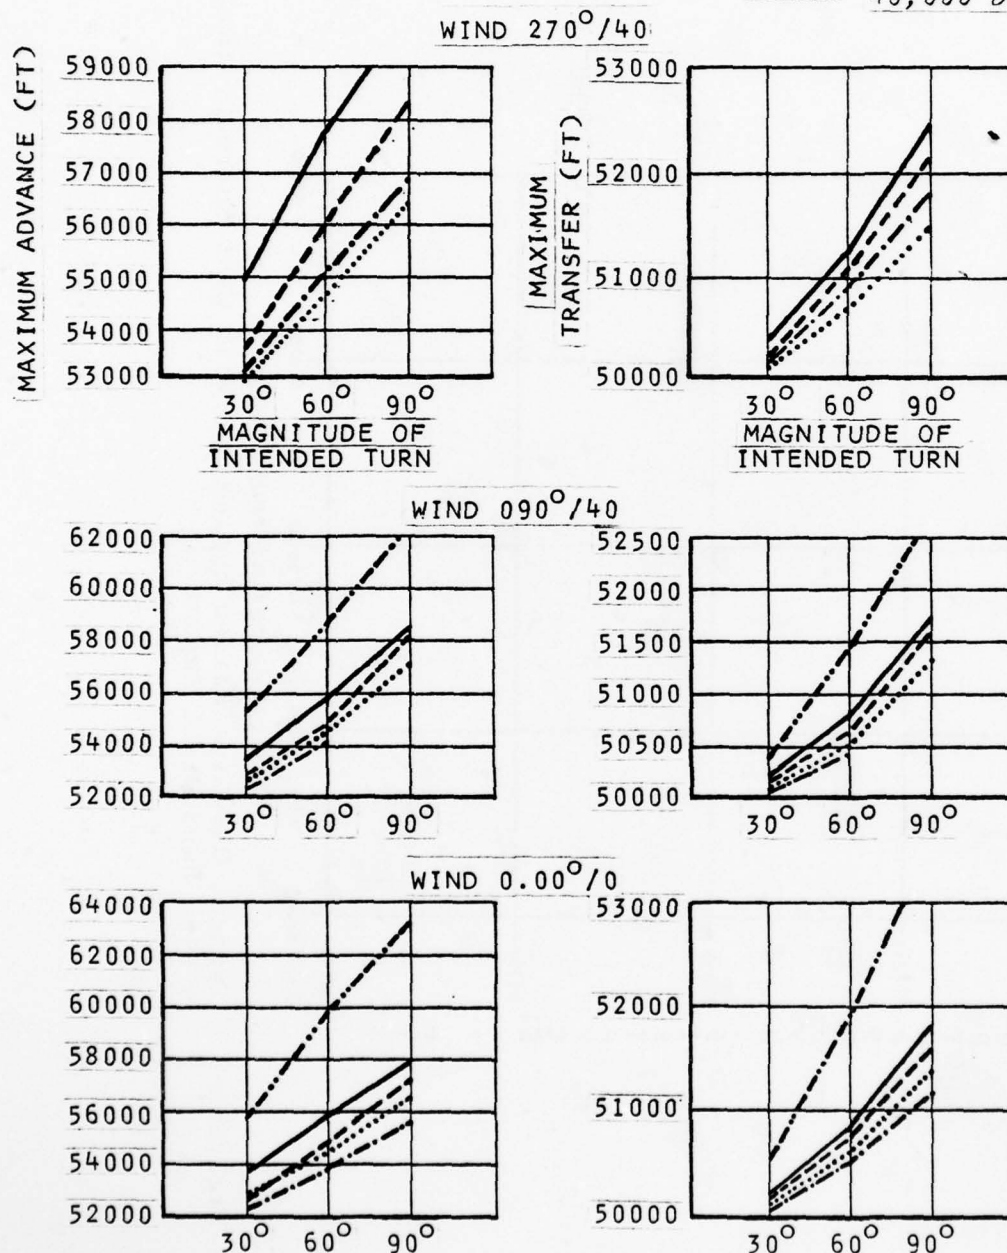 WIND 270°/40
MAXIMUM ADVANCE (FT)
59000
58000
57000
56000
55000
54000
53000
30° 60° 90°
MAGNITUDE OF
INTENDED TURN
MAXIMUM
TRANSFER (FT)
53000
52000
51000
50000
30° 60° 90°
MAGNITUDE OF
INTENDED TURN
WIND 090°/40
62000
60000
58000
56000
54000
52000
30° 60° 90°
52500
52000
51500
51000
50500
50000
30° 60° 90°
WIND 0.00°/0
64000
62000
60000
58000
56000
54000
52000
30° 60° 90°
53000
52000
51000
50000
30° 60° 90°